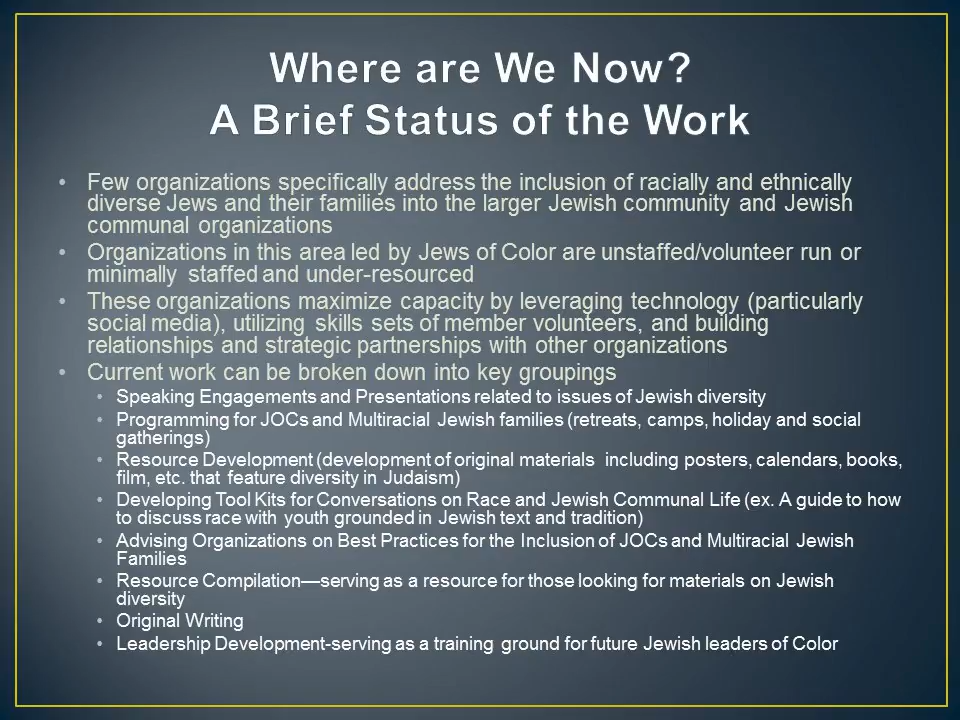 Where are We Now?
A Brief Status of the Work
• Few organizations specifically address the inclusion of racially and ethnically
diverse Jews and their families into the larger Jewish community and Jewish
communal organizations
• Organizations in this area led by Jews of Color are unstaffed/volunteer run or
minimally staffed and under-resourced
• These organizations maximize capacity by leveraging technology (particularly
social media), utilizing skills sets of member volunteers, and building
relationships and strategic partnerships with other organizations
• Current work can be broken down into key groupings
• Speaking Engagements and Presentations related to issues of Jewish diversity
• Programming for JOCs and Multiracial Jewish families (retreats, camps, holiday and social
gatherings)
• Resource Development (development of original materials including posters, calendars, books,
film, etc. that feature diversity in Judaism)
• Developing Tool Kits for Conversations on Race and Jewish Communal Life (ex. A guide to how
to discuss race with youth grounded in Jewish text and tradition)
• Advising Organizations on Best Practices for the Inclusion of JOCs and Multiracial Jewish
Families
• Resource Compilation—serving as a resource for those looking for materials on Jewish
diversity
• Original Writing
• Leadership Development-serving as a training ground for future Jewish leaders of Color